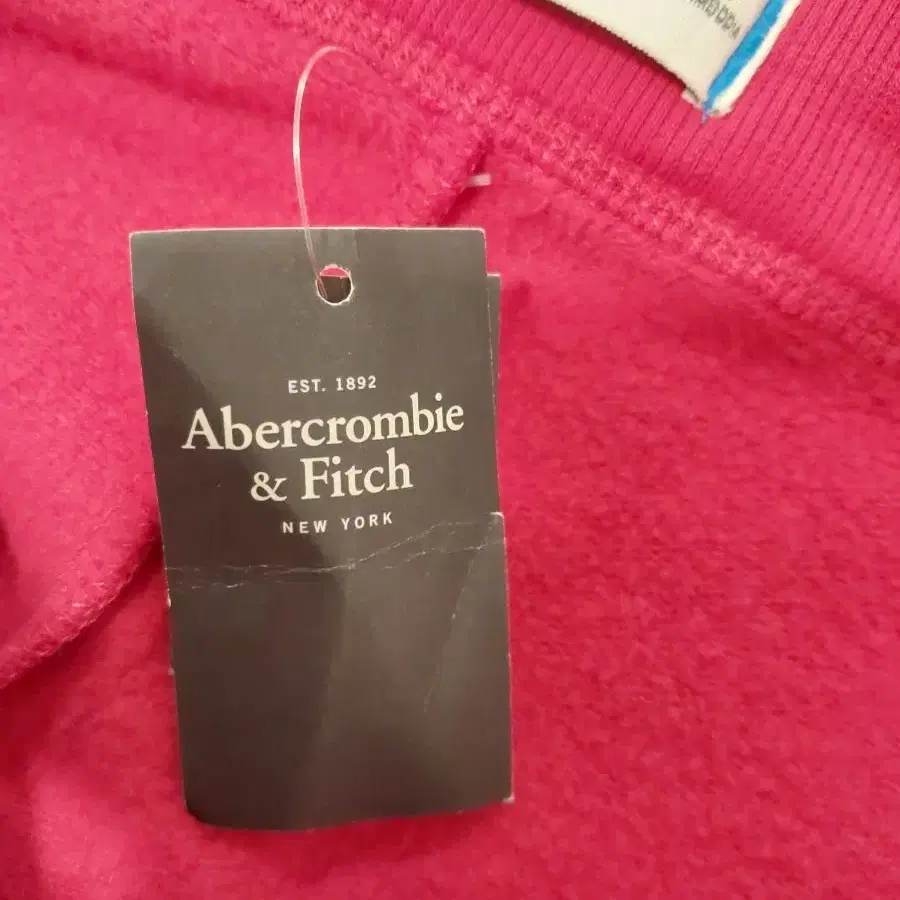 EST. 1892
Abercrombie
& Fitch
NEW YORK